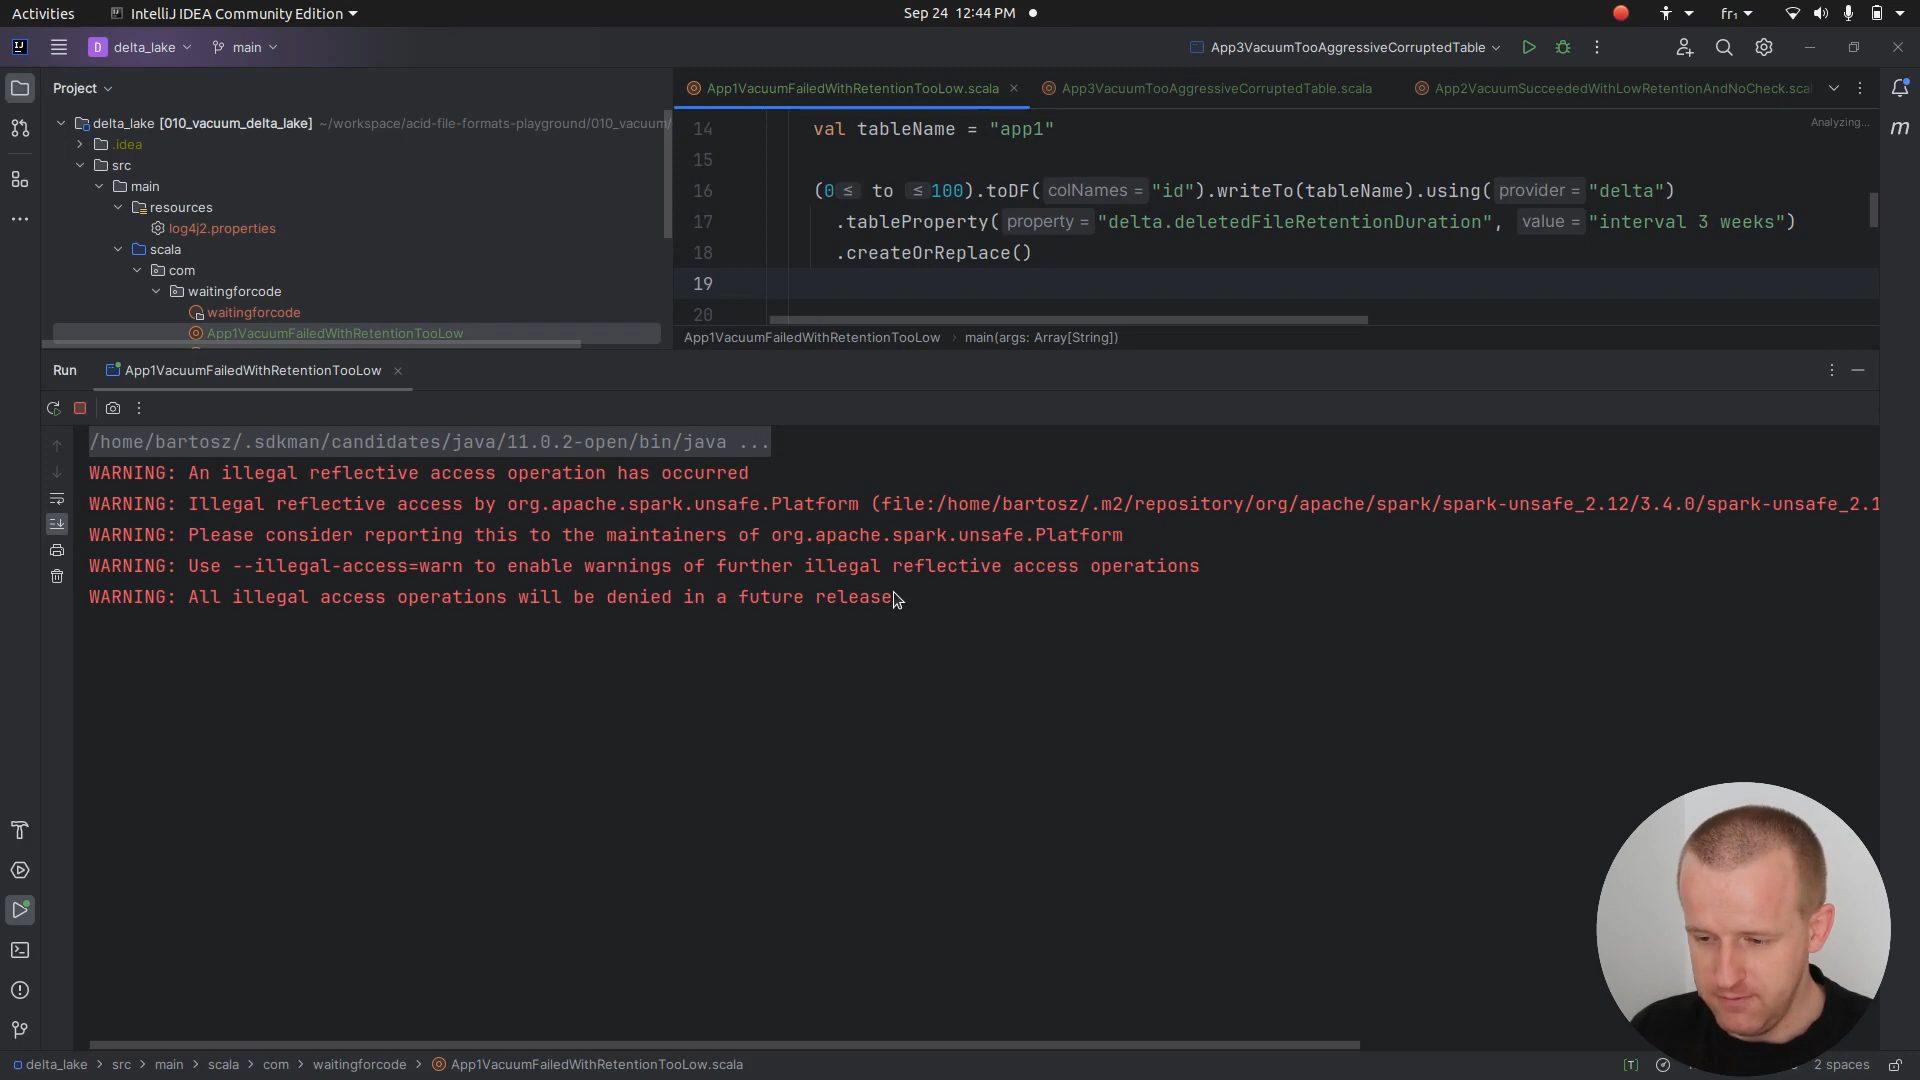 Activities
IntelliJ IDEA Community Edition
Sep 24 12:44 PM
fr₁
D delta_lake
main
App3VacuumTooAggressiveCorruptedTable
Project
App1VacuumFailedWithRetentionTooLow.scala
App3VacuumTooAggressiveCorruptedTable.scala
App2VacuumSucceededWithLowRetentionAndNoCheck.scal
delta_lake [010_vacuum_delta_lake] ~/workspace/acid-file-formats-playground/010_vacuum/
.idea
src
main
resources
log4j2.properties
scala
com
waitingforcode
waitingforcode
App1VacuumFailedWithRetentionTooLow
Analyzing...
14 val tableName = "app1"
15
16 (0 ≤ to ≤ 100).toDF( colNames = "id").writeTo(tableName).using( provider = "delta")
17 .tableProperty( property = "delta.deletedFileRetentionDuration", value = "interval 3 weeks")
18 .createOrReplace()
19
20
App1VacuumFailedWithRetentionTooLow > main(args: Array[String])
Run
App1VacuumFailedWithRetentionTooLow
/home/bartosz/.sdkman/candidates/java/11.0.2-open/bin/java ...
WARNING: An illegal reflective access operation has occurred
WARNING: Illegal reflective access by org.apache.spark.unsafe.Platform (file:/home/bartosz/.m2/repository/org/apache/spark/spark-unsafe_2.12/3.4.0/spark-unsafe_2.1
WARNING: Please consider reporting this to the maintainers of org.apache.spark.unsafe.Platform
WARNING: Use --illegal-access=warn to enable warnings of further illegal reflective access operations
WARNING: All illegal access operations will be denied in a future release
delta_lake > src > main > scala > com > waitingforcode > App1VacuumFailedWithRetentionTooLow.scala
2 spaces